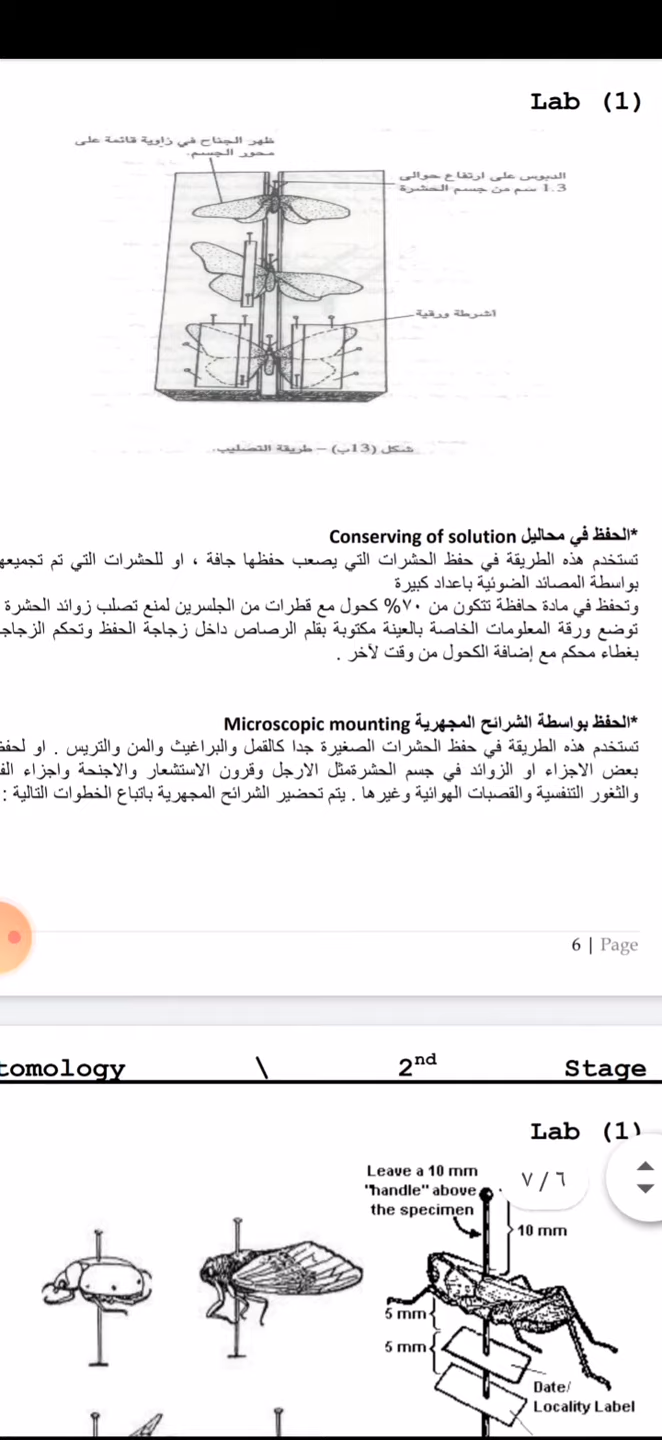 Lab (1)
ظهر الجناح في زاوية قائمة على
محور الجسم.
الدبوس على ارتفاع حوالى
1.3 سم من جسم الحشرة
اشرطة ورقية
شكل (13ب) – طريقة التصليب.
*الحفظ في محاليل Conserving of solution
تستخدم هذه الطريقة في حفظ الحشرات التي يصعب حفظها جافة ، او للحشرات التي تم تجميعه
بواسطة المصائد الضوئية باعداد كبيرة
وتحفظ في مادة حافظة تتكون من ٧٠% كحول مع قطرات من الجلسرين لمنع تصلب زوائد الحشرة
توضع ورقة المعلومات الخاصة بالعينة مكتوبة بقلم الرصاص داخل زجاجة الحفظ وتحكم الزجاج
بغطاء محكم مع إضافة الكحول من وقت لآخر .
*الحفظ بواسطة الشرائح المجهرية Microscopic mounting
تستخدم هذه الطريقة في حفظ الحشرات الصغيرة جدا كالقمل والبراغيث والمن والتربس . او لحفظ
بعض الاجزاء او الزوائد في جسم الحشرةمثل الارجل وقرون الاستشعار والاجنحة واجزاء الف
والثغور التنفسية والقصبات الهوائية وغيرها . يتم تحضير الشرائح المجهرية باتباع الخطوات التالية :
6 | Page
tomology \ 2nd Stage
Lab (1)
٧ / ٦
Leave a 10 mm
"handle" above
the specimen
10 mm
5 mm
5 mm
Date/
Locality Label